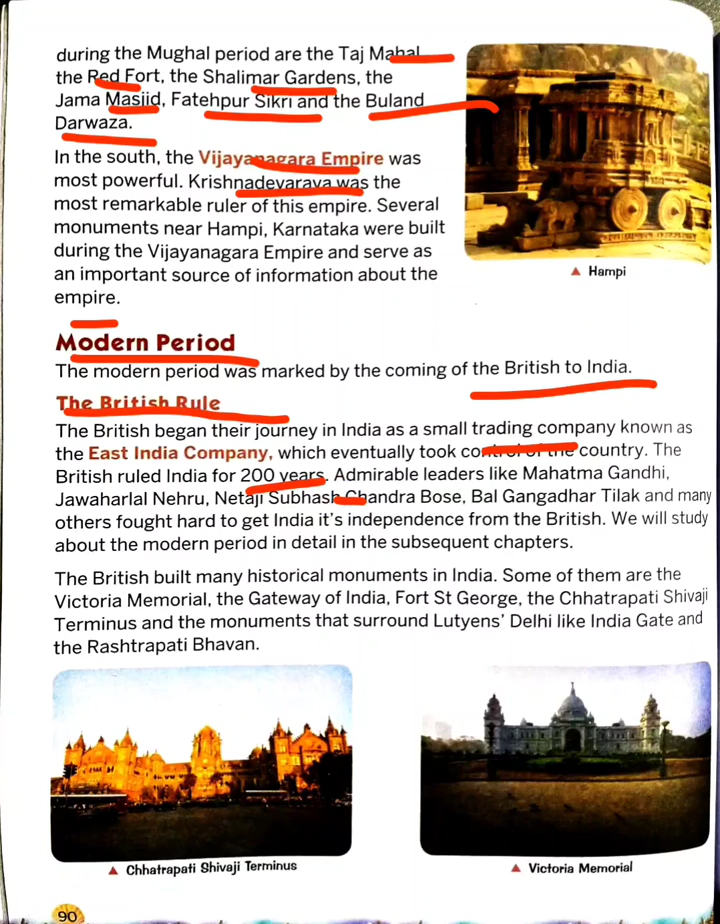 during the Mughal period are the Taj Mahal
the Red Fort, the Shalimar Gardens, the
Jama Masjid, Fatehpur Sikri and the Buland
Darwaza.
In the south, the Vijayanagara Empire was
most powerful. Krishnadevaraya was the
most remarkable ruler of this empire. Several
monuments near Hampi, Karnataka were built
during the Vijayanagara Empire and serve as
an important source of information about the
empire.
▲ Hampi
Modern Period
The modern period was marked by the coming of the British to India.
The British Rule
The British began their journey in India as a small trading company known as
the East India Company, which eventually took control of the country. The
British ruled India for 200 years. Admirable leaders like Mahatma Gandhi,
Jawaharlal Nehru, Netaji Subhash Chandra Bose, Bal Gangadhar Tilak and many
others fought hard to get India it's independence from the British. We will study
about the modern period in detail in the subsequent chapters.
The British built many historical monuments in India. Some of them are the
Victoria Memorial, the Gateway of India, Fort St George, the Chhatrapati Shivaji
Terminus and the monuments that surround Lutyens' Delhi like India Gate and
the Rashtrapati Bhavan.
▲ Chhatrapati Shivaji Terminus
▲ Victoria Memorial
90